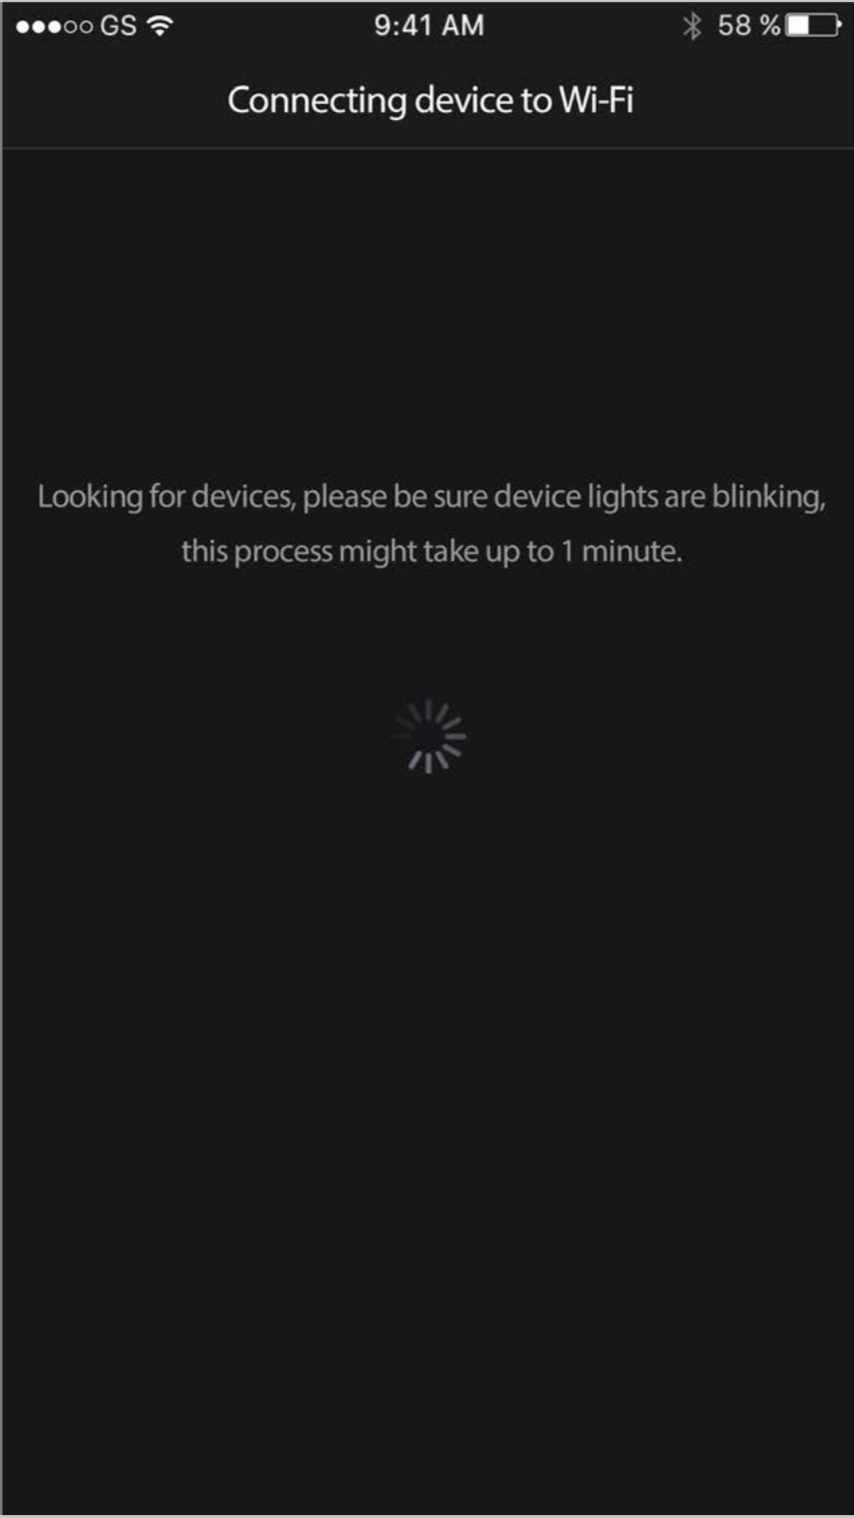 GS 9:41 AM 58 %
Connecting device to Wi-Fi
Looking for devices, please be sure device lights are blinking,
this process might take up to 1 minute.